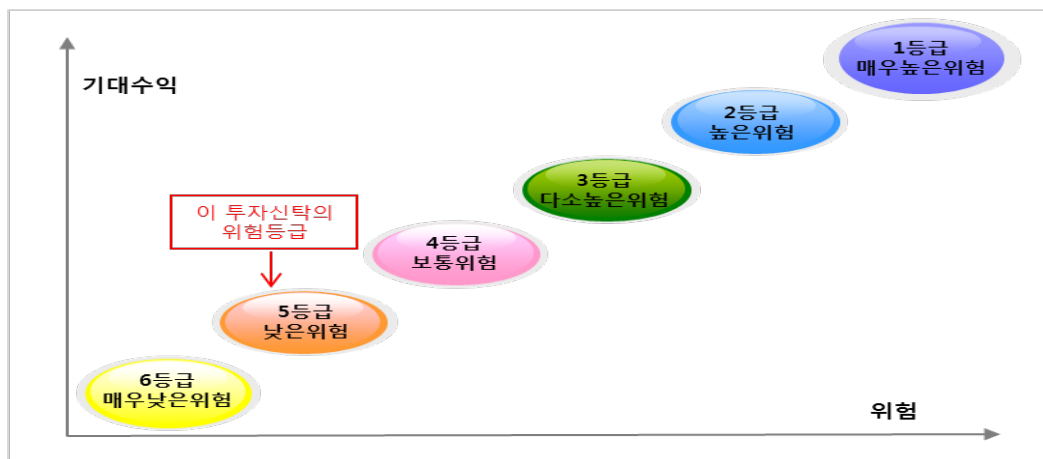 기대수익
1등급
매우높은위험
2등급
높은위험
3등급
다소높은위험
이 투자신탁의
위험등급
4등급
보통위험
5등급
낮은위험
6등급
매우낮은위험
위험